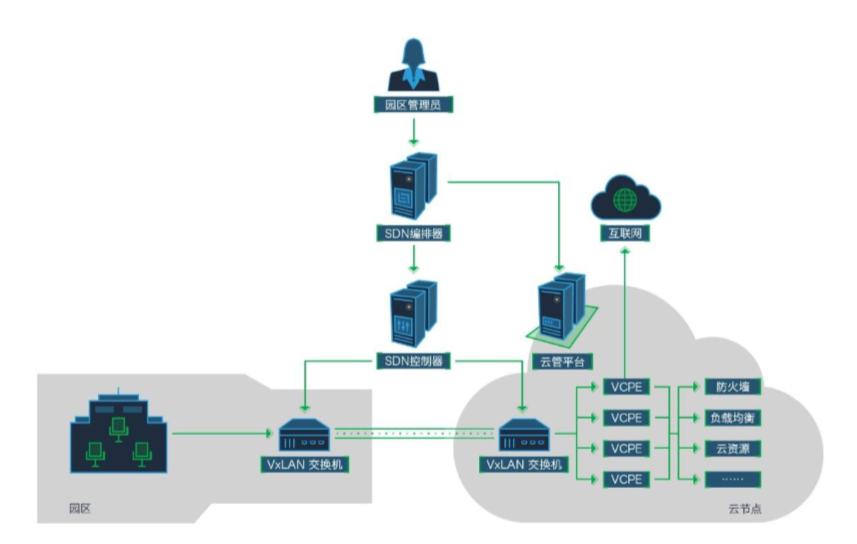 园区管理员
SDN编排器
互联网
SDN控制器
云管平台
VCPE
防火墙
VCPE
负载均衡
VxLAN 交换机
VxLAN 交换机
VCPE
云资源
VCPE
······
园区
云节点